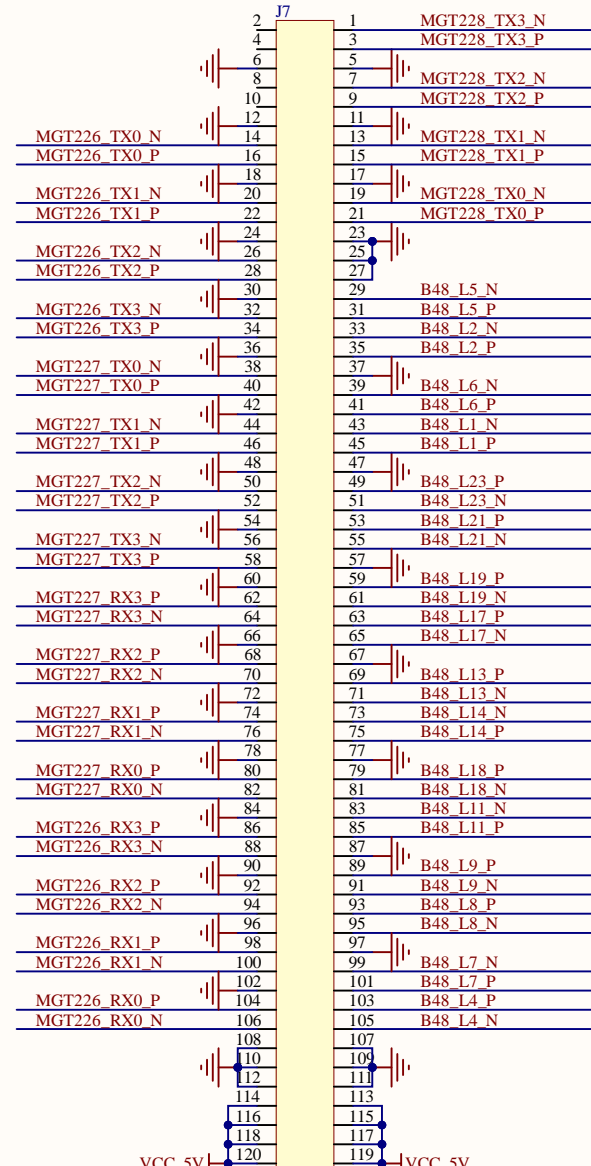 J7
2 1 MGT228_TX3_N
4 3 MGT228_TX3_P
6 5
8 7 MGT228_TX2_N
10 9 MGT228_TX2_P
12 11
MGT226_TX0_N 14 13 MGT228_TX1_N
MGT226_TX0_P 16 15 MGT228_TX1_P
18 17
MGT226_TX1_N 20 19 MGT228_TX0_N
MGT226_TX1_P 22 21 MGT228_TX0_P
24 23
MGT226_TX2_N 26 25
MGT226_TX2_P 28 27
30 29 B48_L5_N
MGT226_TX3_N 32 31 B48_L5_P
MGT226_TX3_P 34 33 B48_L2_N
36 35 B48_L2_P
MGT227_TX0_N 38 37
MGT227_TX0_P 40 39 B48_L6_N
42 41 B48_L6_P
MGT227_TX1_N 44 43 B48_L1_N
MGT227_TX1_P 46 45 B48_L1_P
48 47
MGT227_TX2_N 50 49 B48_L23_P
MGT227_TX2_P 52 51 B48_L23_N
54 53 B48_L21_P
MGT227_TX3_N 56 55 B48_L21_N
MGT227_TX3_P 58 57
60 59 B48_L19_P
MGT227_RX3_P 62 61 B48_L19_N
MGT227_RX3_N 64 63 B48_L17_P
66 65 B48_L17_N
MGT227_RX2_P 68 67
MGT227_RX2_N 70 69 B48_L13_P
72 71 B48_L13_N
MGT227_RX1_P 74 73 B48_L14_N
MGT227_RX1_N 76 75 B48_L14_P
78 77
MGT227_RX0_P 80 79 B48_L18_P
MGT227_RX0_N 82 81 B48_L18_N
84 83 B48_L11_N
MGT226_RX3_P 86 85 B48_L11_P
MGT226_RX3_N 88 87
90 89 B48_L9_P
MGT226_RX2_P 92 91 B48_L9_N
MGT226_RX2_N 94 93 B48_L8_P
96 95 B48_L8_N
MGT226_RX1_P 98 97
MGT226_RX1_N 100 99 B48_L7_N
102 101 B48_L7_P
MGT226_RX0_P 104 103 B48_L4_P
MGT226_RX0_N 106 105 B48_L4_N
108 107
110 109
112 111
114 113
116 115
118 117
VCC_5V 120 119 VCC_5V